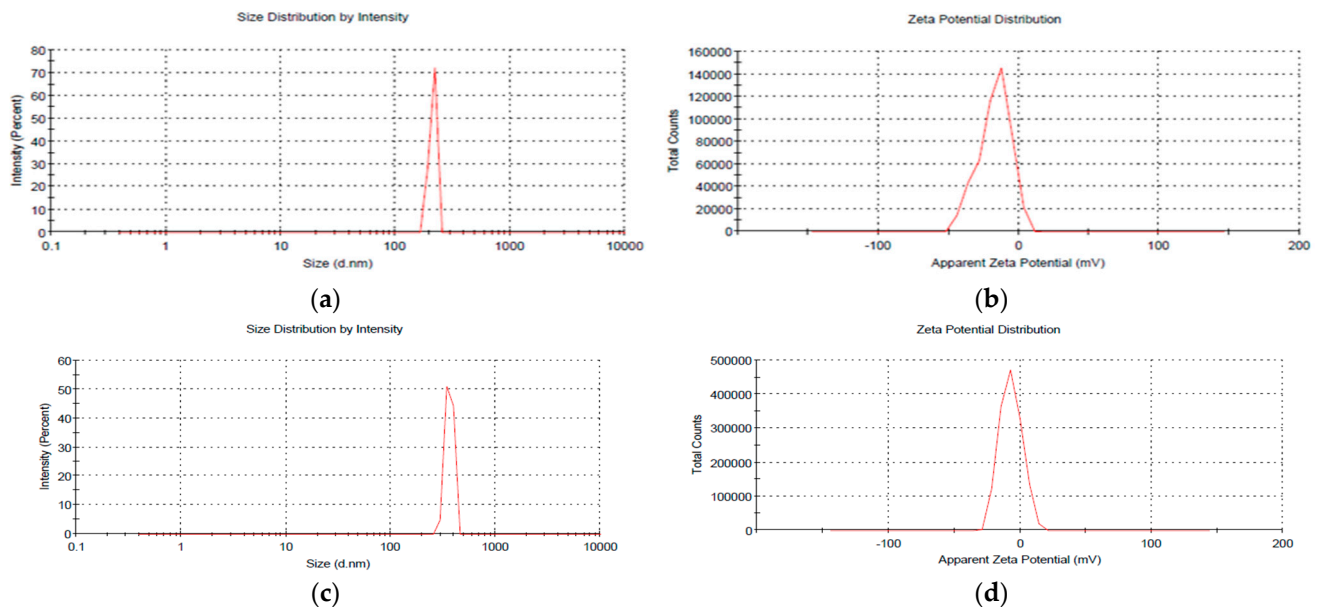 Size Distribution by Intensity
80
70
60
50
40
30
20
10
0
Intensity (Percent)
0.1 1 10 100 1000 10000
Size (d.nm)
(a)
Zeta Potential Distribution
160000
140000
120000
100000
80000
60000
40000
20000
0
Total Counts
-100 0 100 200
Apparent Zeta Potential (mV)
(b)
Size Distribution by Intensity
60
50
40
30
20
10
0
Intensity (Percent)
0.1 1 10 100 1000 10000
Size (d.nm)
(c)
Zeta Potential Distribution
500000
400000
300000
200000
100000
0
Total Counts
-100 0 100 200
Apparent Zeta Potential (mV)
(d)